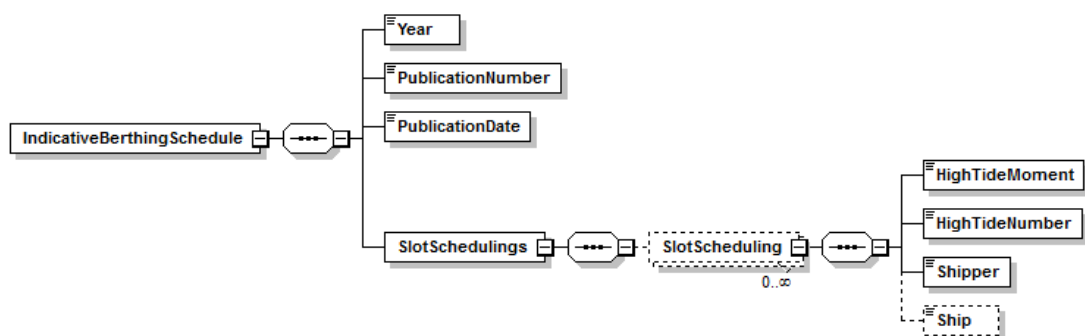 Year
PublicationNumber
PublicationDate
IndicativeBerthingSchedule
SlotSchedulings
SlotScheduling
0..∞
HighTideMoment
HighTideNumber
Shipper
Ship